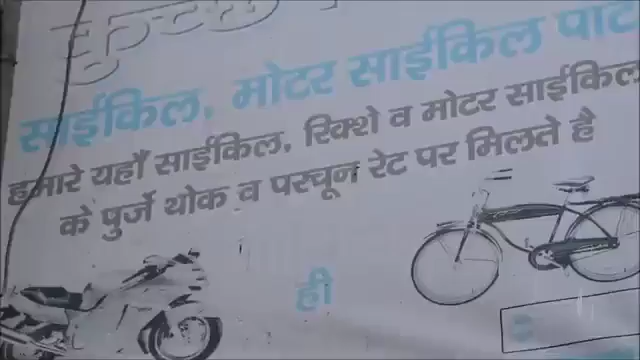 साईकिल, मोटर साईकिल पार्ट
हमारे यहाँ साईकिल, रिक्शे व मोटर साईकिल
के पुर्जे थोक व परचून रेट पर मिलते है
ही